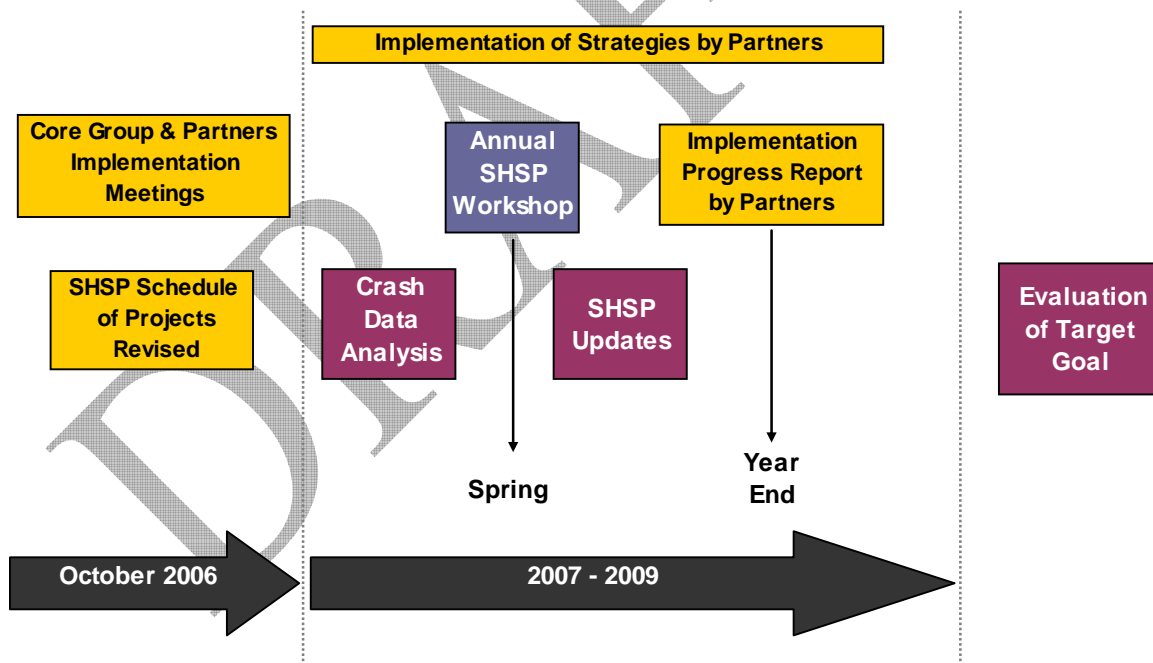 Implementation of Strategies by Partners
Core Group & Partners
Implementation
Meetings
Annual
SHSP
Workshop
Implementation
Progress Report
by Partners
SHSP Schedule
of Projects
Revised
Crash
Data
Analysis
SHSP
Updates
Evaluation
of Target
Goal
Spring
Year
End
October 2006
2007 - 2009
DRAF